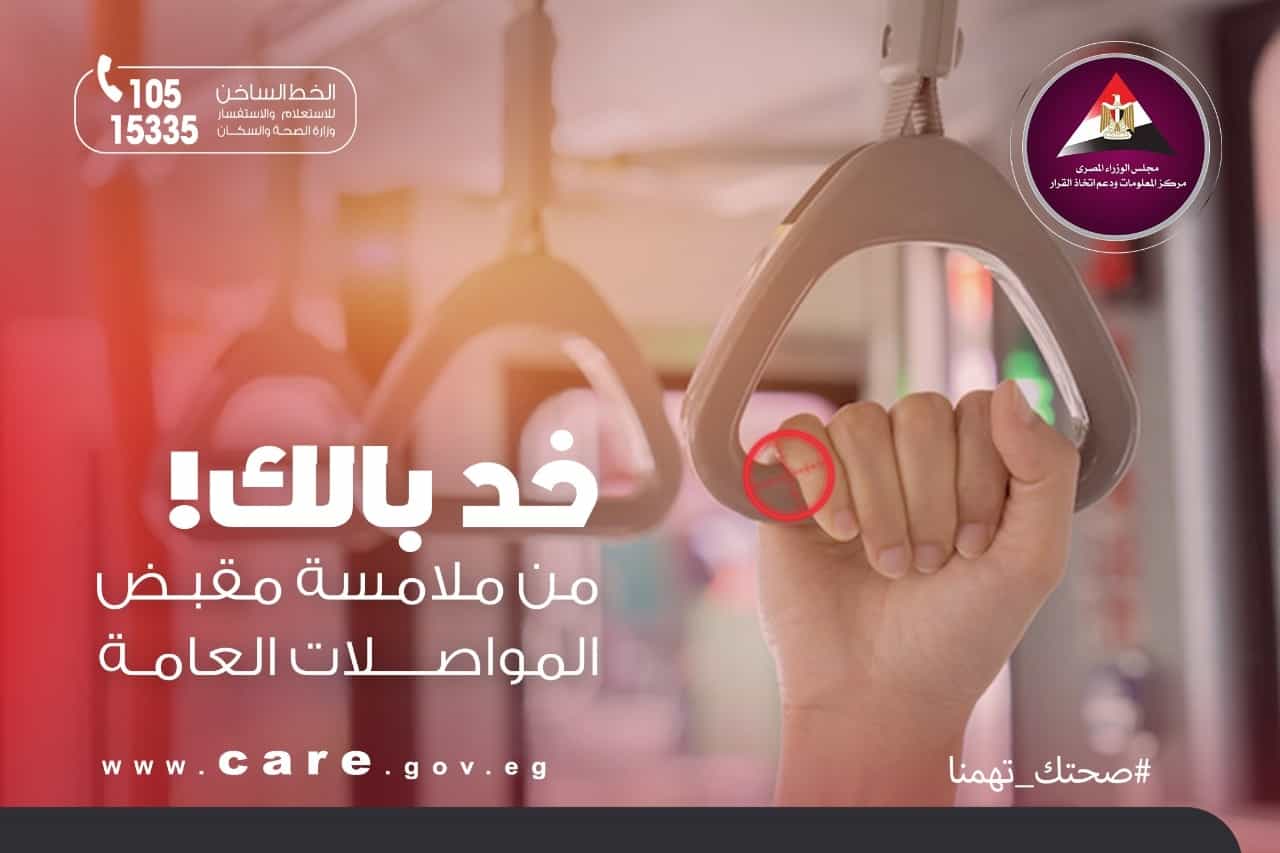 الخط الساخن
للاستعلام والاستفسار
وزارة الصحة والسكان
105
15335
مجلس الوزراء المصرى
مركز المعلومات ودعم اتخاذ القرار
خد بالك!
من ملامسة مقبض
المواصلات العامة
www.care.gov.eg
#صحتك_تهمنا